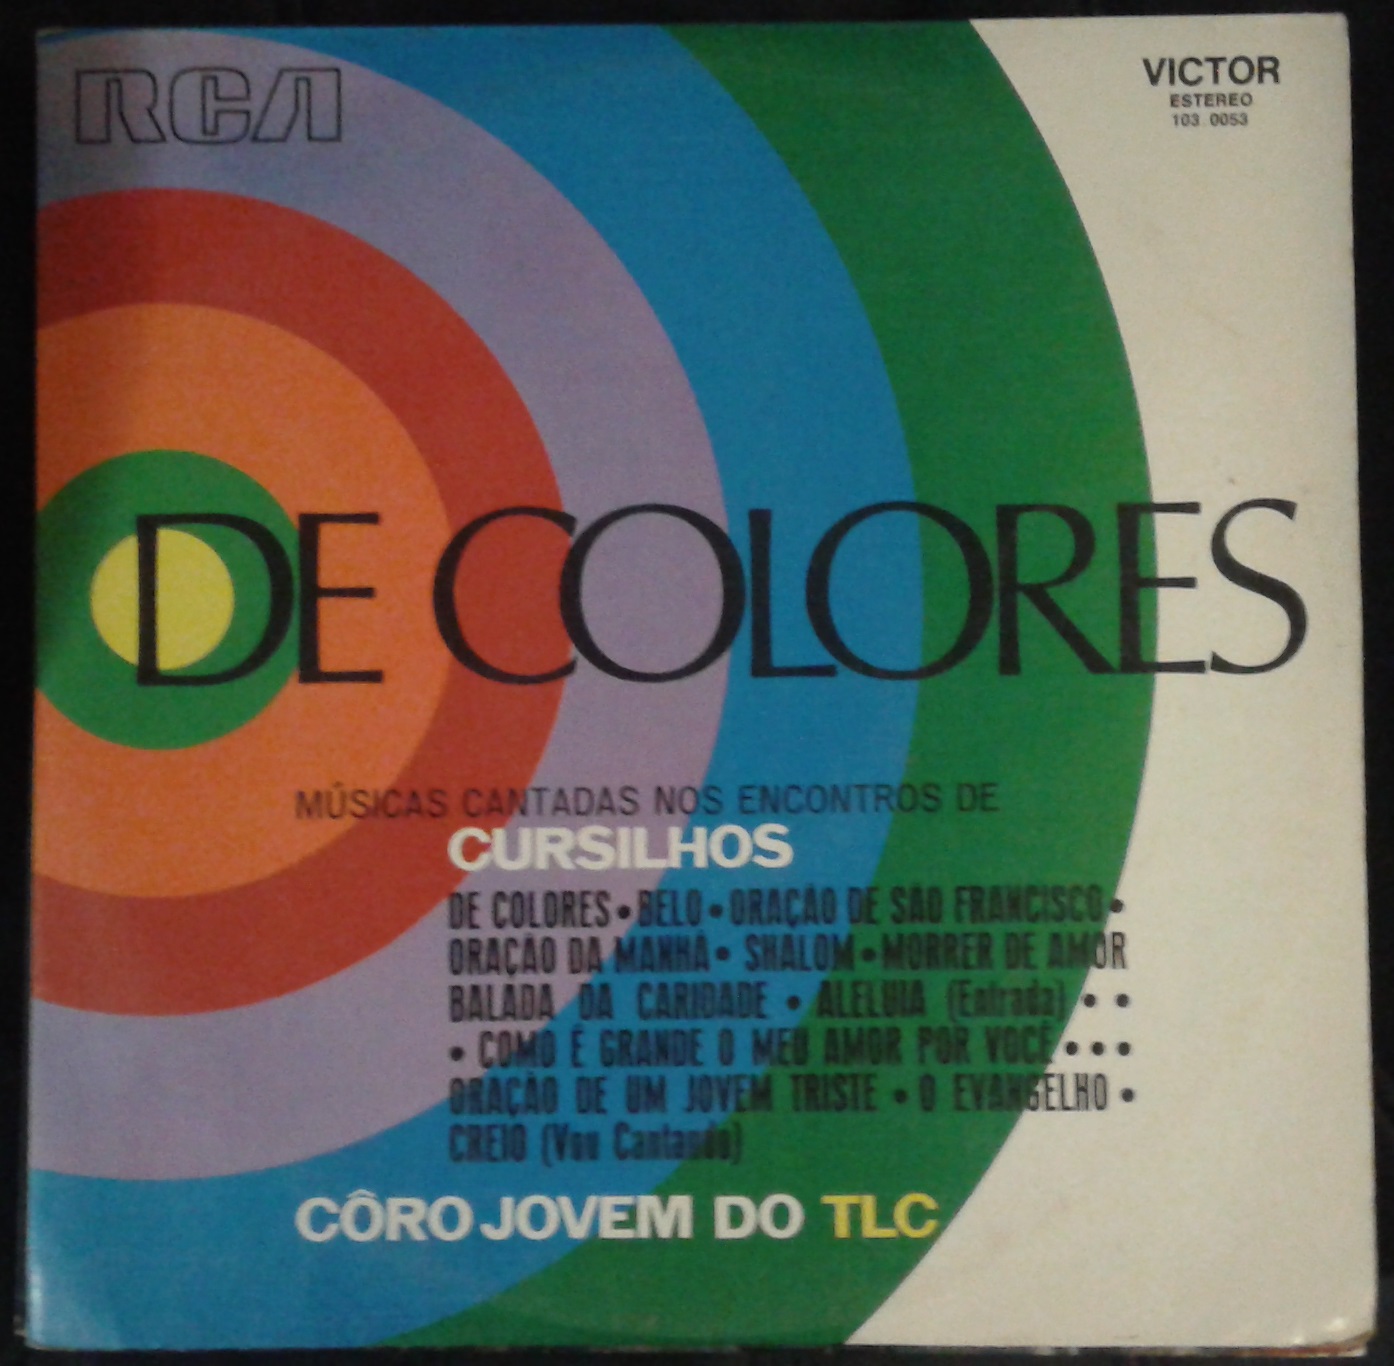 RCA
VICTOR
ESTEREO
103.0053
DE COLORES
MÚSICAS CANTADAS NOS ENCONTROS DE
CURSILHOS
DE COLORES • BELO • ORAÇÃO DE SÃO FRANCISCO •
ORAÇÃO DA MANHÃ • SHALOM • MORRER DE AMOR
BALADA DA CARIDADE • ALELUIA (Entrada) • •
• COMO É GRANDE O MEU AMOR POR VOCÊ • • •
ORAÇÃO DE UM JOVEM TRISTE • O EVANGELHO •
CREIO (Vou Cantando)
CÔRO JOVEM DO TLC